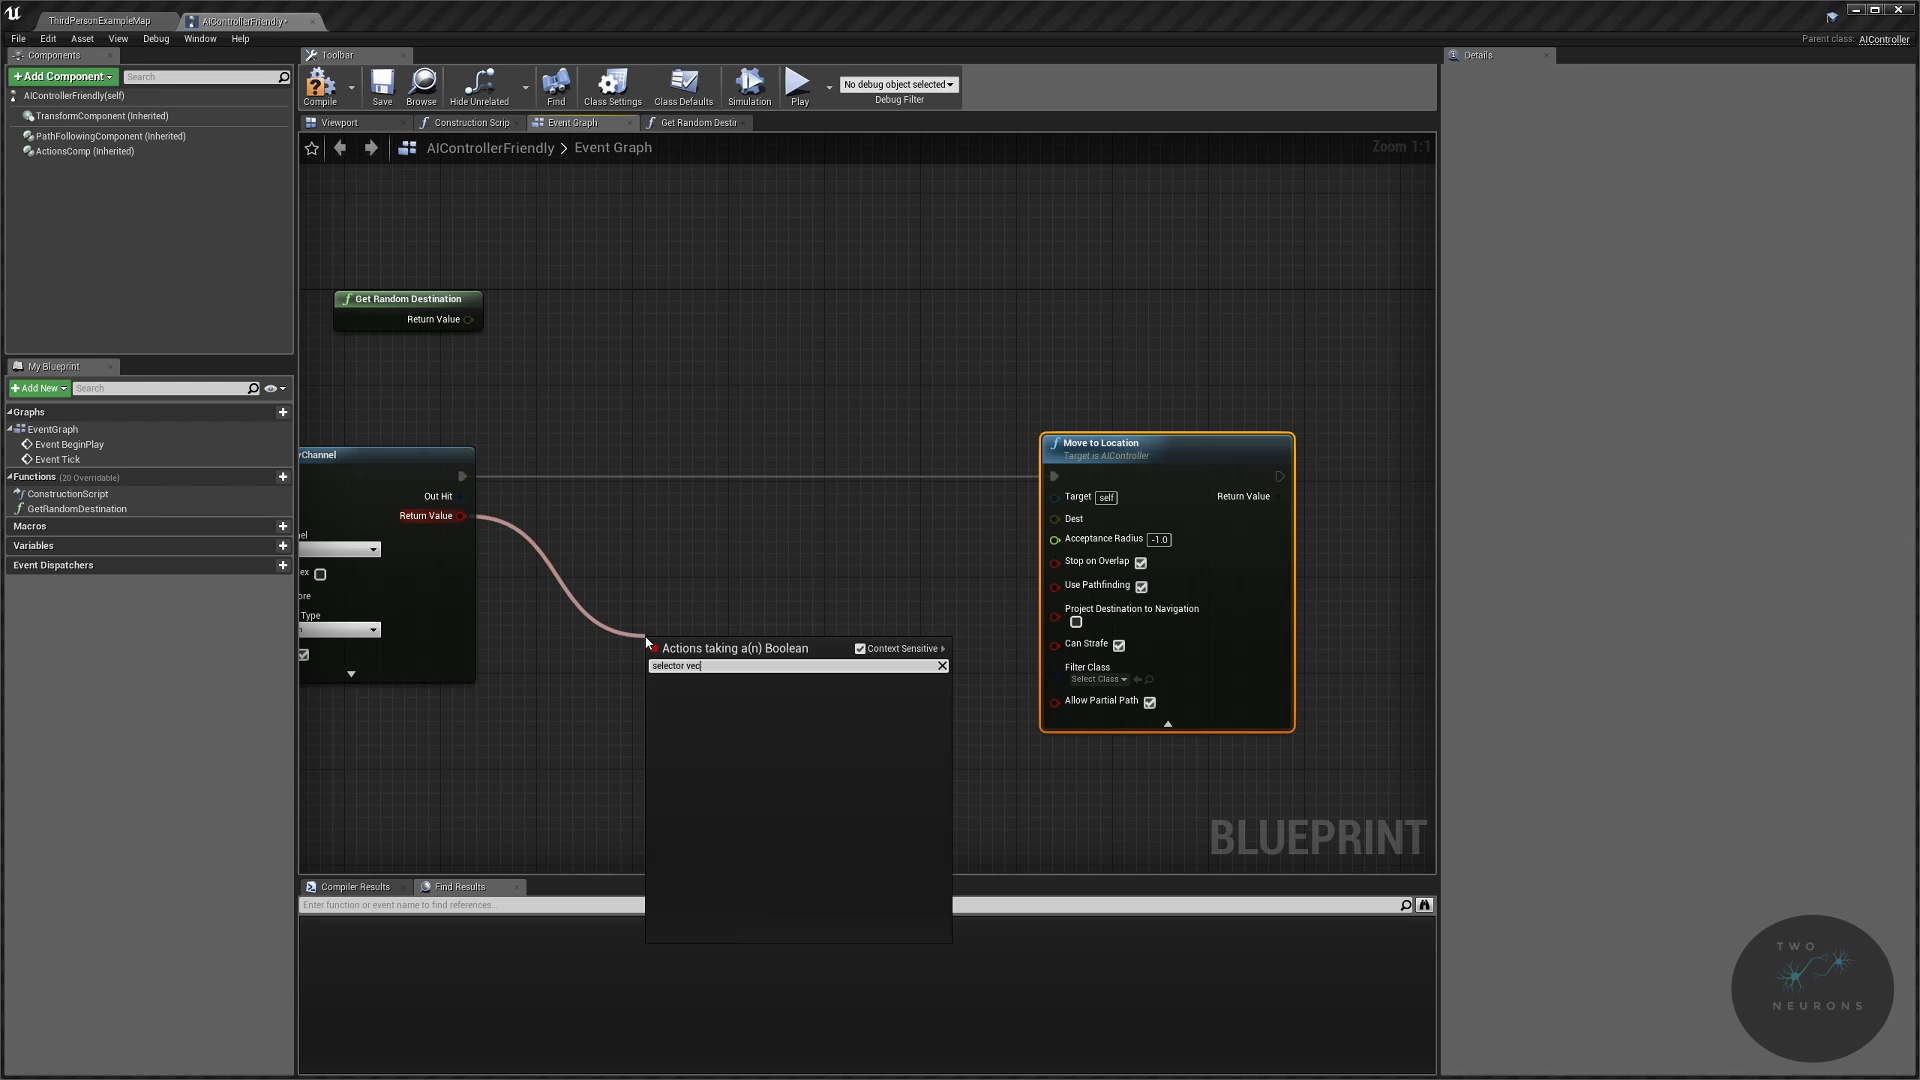 ThirdPersonExampleMap
AIControllerFriendly*
File Edit Asset View Debug Window Help
Parent class: AIController
Components
+Add Component
Search
AIControllerFriendly(self)
TransformComponent (Inherited)
PathFollowingComponent (Inherited)
ActionsComp (Inherited)
My Blueprint
+Add New
Search
Graphs
EventGraph
Event BeginPlay
Event Tick
Functions (20 Overridable)
ConstructionScript
GetRandomDestination
Macros
Variables
Event Dispatchers
Toolbar
Compile Save Browse Hide Unrelated Find Class Settings Class Defaults Simulation Play
No debug object selected
Debug Filter
Viewport
Construction Scrip
Event Graph
Get Random Destir
AIControllerFriendly > Event Graph
Zoom 1:1
Get Random Destination
Return Value
yChannel
Out Hit
Return Value
nel
ex
ore
Type
Actions taking a(n) Boolean
Context Sensitive
selector vec
Move to Location
Target is AIController
Target self
Return Value
Dest
Acceptance Radius -1.0
Stop on Overlap
Use Pathfinding
Project Destination to Navigation
Can Strafe
Filter Class
Select Class
Allow Partial Path
BLUEPRINT
Compiler Results
Find Results
Enter function or event name to find references...
Details
TWO
NEURONS